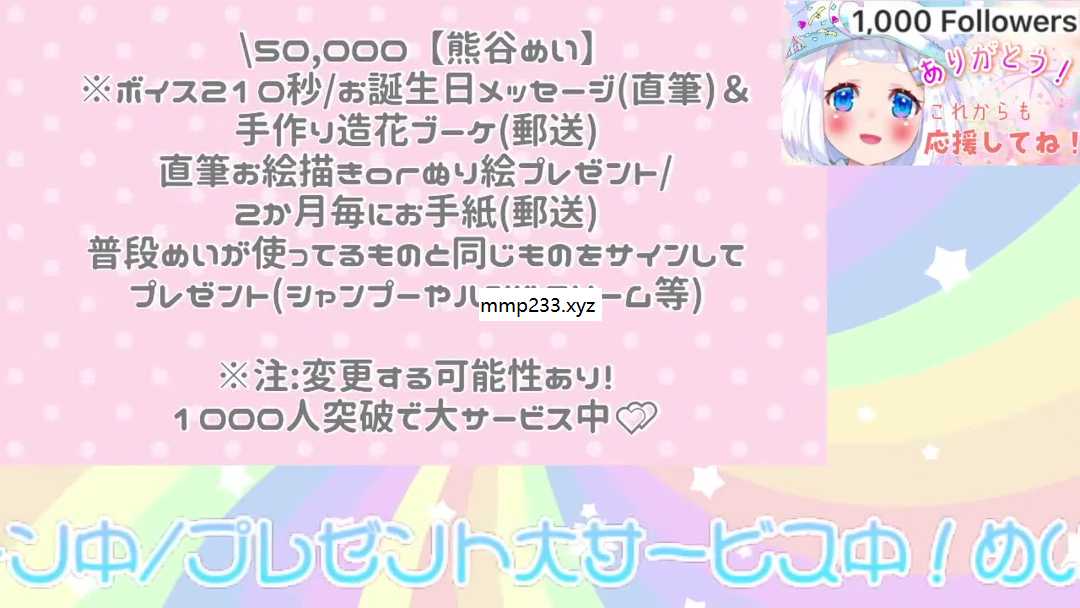 \50,000【熊谷めい】
※ボイス210秒/お誕生日メッセージ(直筆)&
手作り造花ブーケ(郵送)
直筆お絵描きorぬり絵プレゼント/
2か月毎にお手紙(郵送)
普段めいが使ってるものと同じものをサインして
プレゼント(シャンプーやハ ーム等)
mmp233.xyz
※注:変更する可能性あり!
1000人突破で大サービス中
1,000 Followers
ありがとう!
これからも
応援してね!
ン中/プレゼント大サービス中!めい